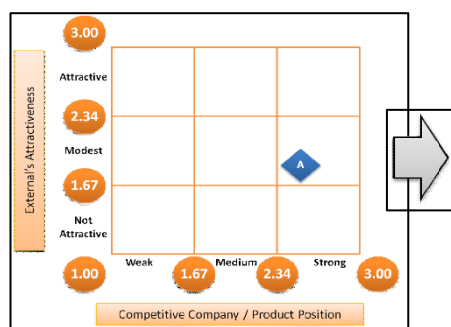 3.00
Attractive
2.34
Modest
1.67
Not
Attractive
1.00
External's Attractiveness
A
Weak
1.67
Medium
2.34
Strong
3.00
Competitive Company / Product Position